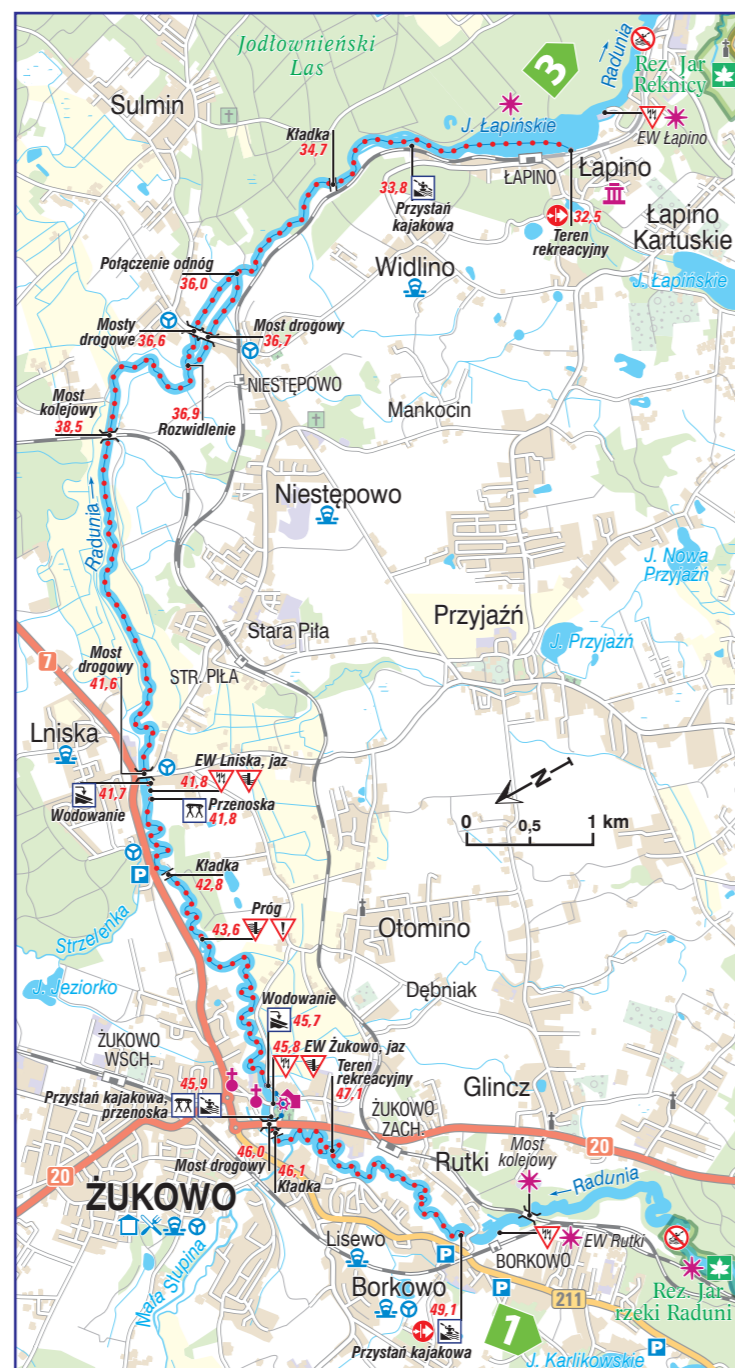 Jodłownieński
Las
3
Radunia →
Rez. Jar
Reknicy
Sulmin
Kładka
34,7
J. Łapińskie
EW Łapino
33,8
Przystań
kajakowa
ŁAPINO
Łapino
32,5
Teren
rekreacyjny
Łapino
Kartuskie
J. Łapińskie
Widlino
Połączenie odnóg
36,0
Mosty
drogowe 36,6
Most drogowy
36,7
Most
kolejowy
38,5
36,9
Rozwidlenie
NIESTĘPOWO
Mankocin
Radunia →
Niestępowo
J. Nowa
Przyjaźń
Przyjaźń
J. Przyjaźń
Stara Piła
7
Most
drogowy
41,6
STR. PIŁA
Lniska
EW Lniska, jaz
41,8
41,7
Wodowanie
Przenoska
41,8
N
0 0,5 1 km
P
Kładka
42,8
Strzelenka
Próg
43,6
Otomino
J. Jeziorko
Dębniak
Wodowanie
45,7
ŻUKOWO
WSCH.
45,8 EW Żukowo, jaz
Teren
rekreacyjny
47,1
Glincz
45,9
Przystań kajakowa,
przenoska
ŻUKOWO
ZACH.
20
20
46,0
Most drogowy
46,1
Kładka
Rutki
Most
kolejowy
← Radunia
ŻUKOWO
Mała Słupina
Lisewo
P
BORKOWO
EW Rutki
Borkowo
P
211
Rez. Jar
rzeki Raduni
49,1
Przystań kajakowa
1
P
J. Karlikowskie